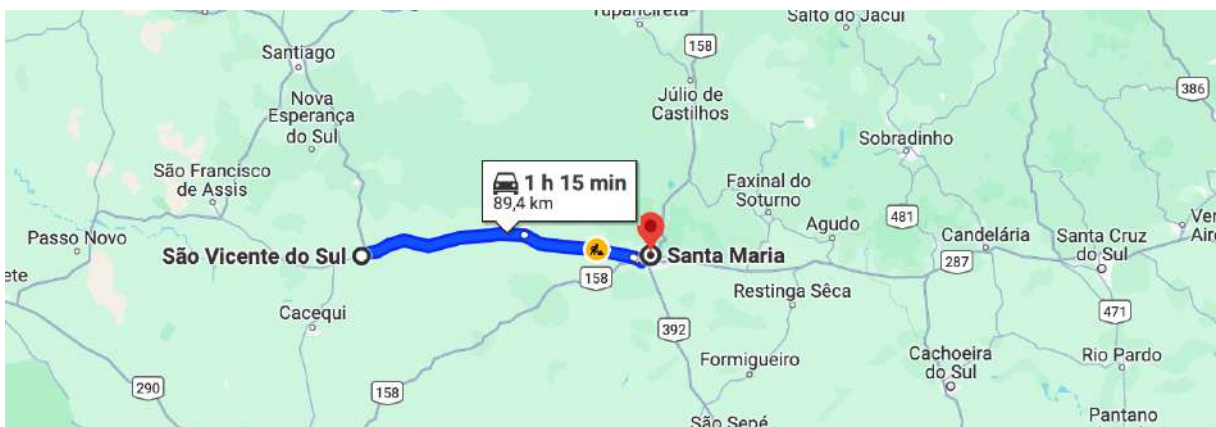 Tupanciretã
Salto do Jacuí
Santiago
158
386
Júlio de
Castilhos
Nova
Esperança
do Sul
Sobradinho
São Francisco
de Assis
1 h 15 min
89,4 km
Faxinal do
Soturno
Agudo
481
Candelária
Santa Cruz
do Sul
Passo Novo
São Vicente do Sul
Santa Maria
158
287
Restinga Sêca
Cacequi
392
471
Formigueiro
Cachoeira
do Sul
Rio Pardo
290
158
São Sepé
Pantano